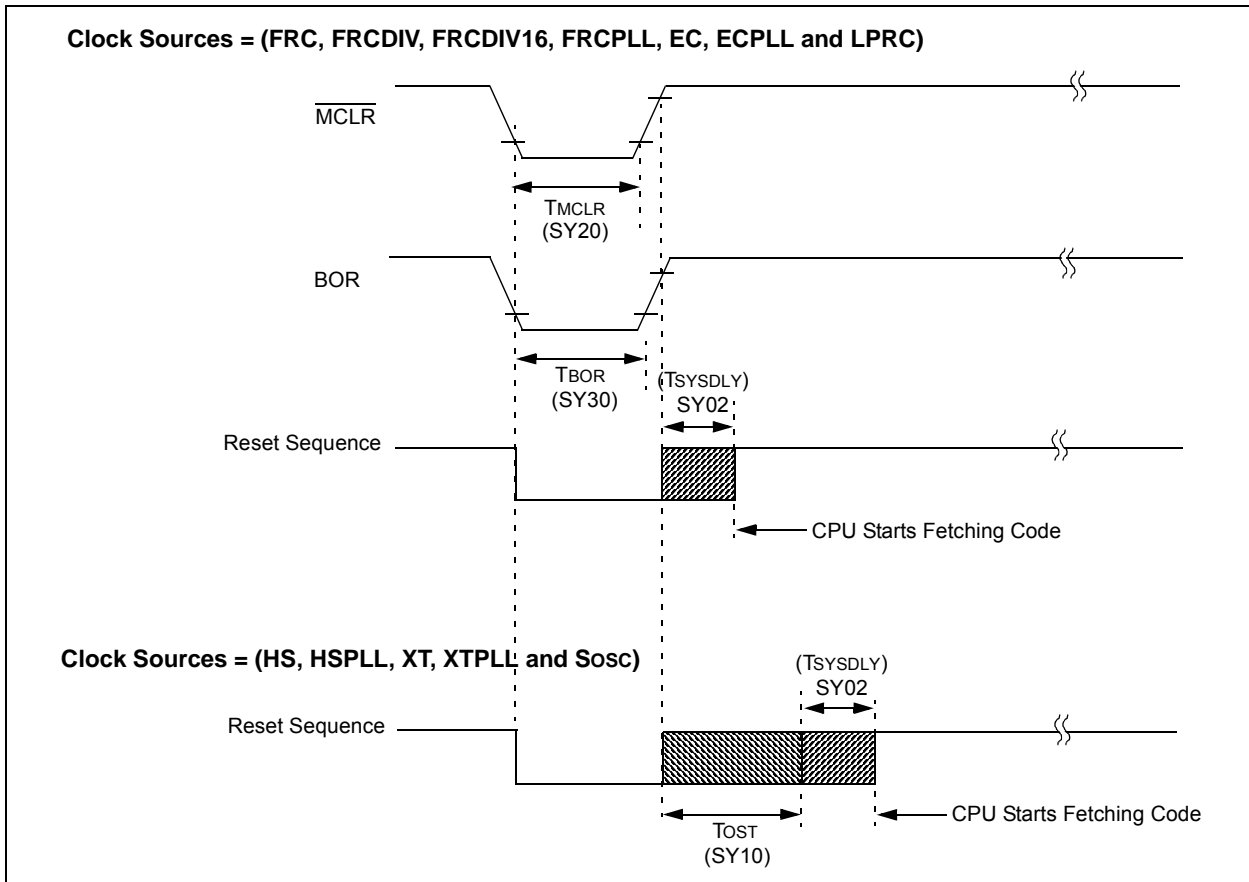 Clock Sources = (FRC, FRCDIV, FRCDIV16, FRCPLL, EC, ECPLL and LPRC)
MCLR
TMCLR
(SY20)
BOR
TBOR
(SY30)
(TSYSDLY)
SY02
Reset Sequence
CPU Starts Fetching Code
Clock Sources = (HS, HSPLL, XT, XTPLL and SOSC)
(TSYSDLY)
SY02
Reset Sequence
CPU Starts Fetching Code
TOST
(SY10)